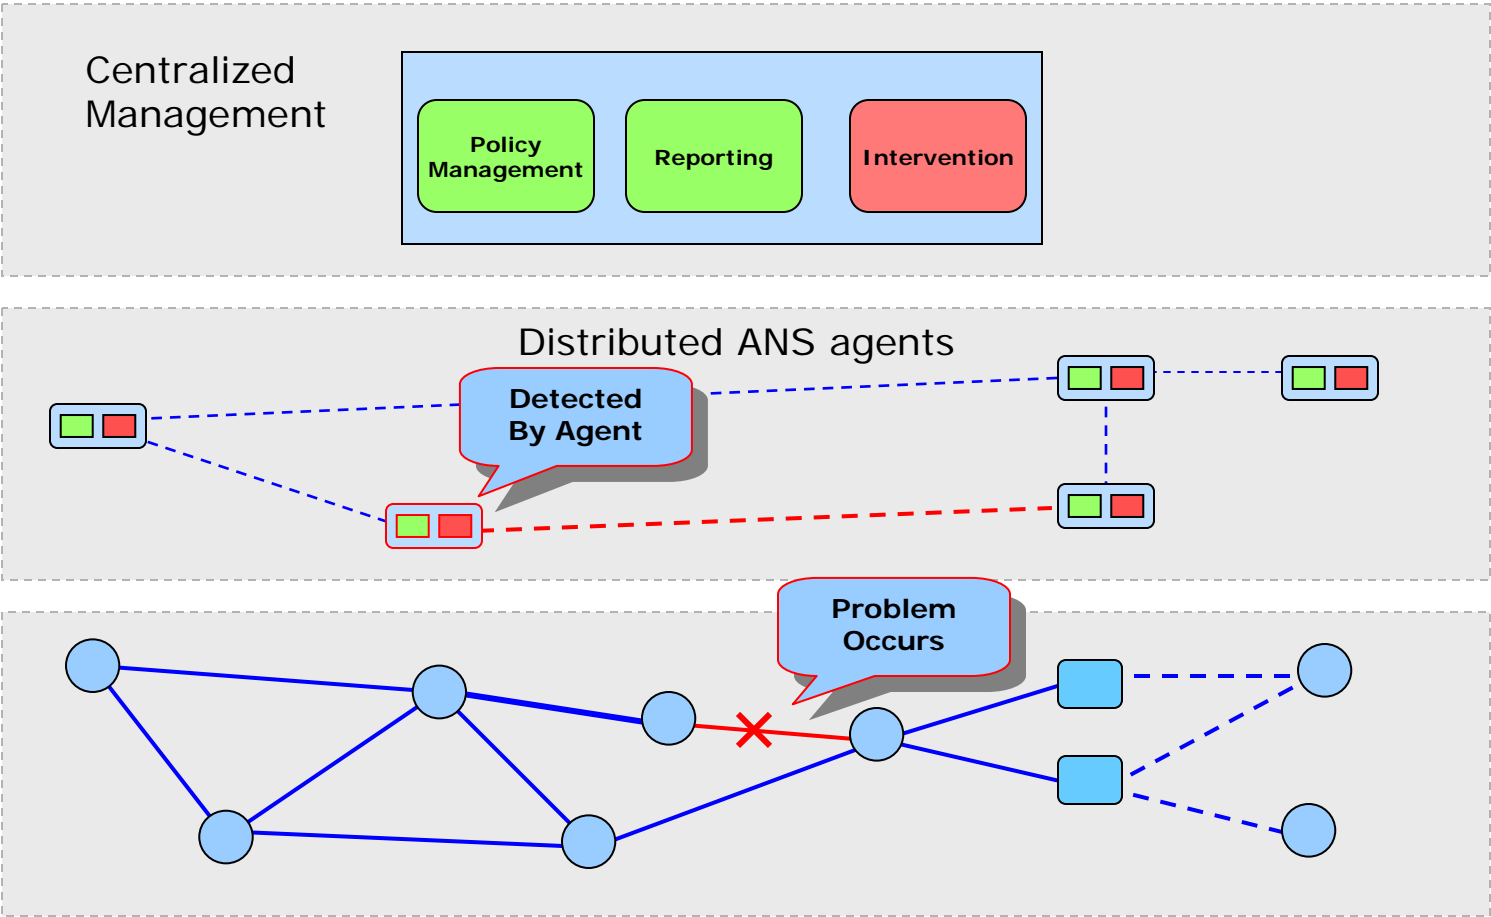 Centralized
Management
Policy
Management
Reporting
Intervention
Distributed ANS agents
Detected
By Agent
Problem
Occurs